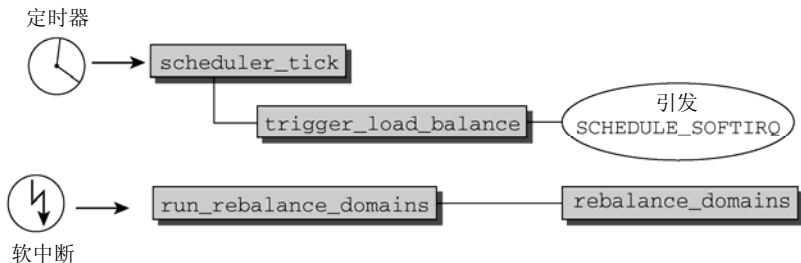 定时器
scheduler_tick
trigger_load_balance
引发
SCHEDULE_SOFTIRQ
run_rebalance_domains
rebalance_domains
软中断